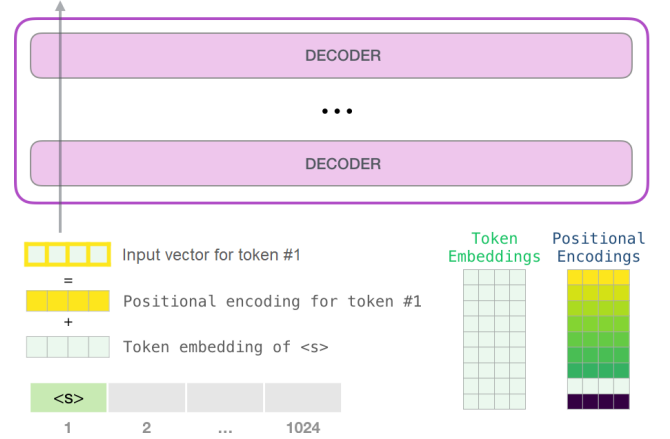 DECODER
...
DECODER
Input vector for token #1
=
Positional encoding for token #1
+
Token embedding of <s>
<s>
1 2 ... 1024
Token
Embeddings
Positional
Encodings